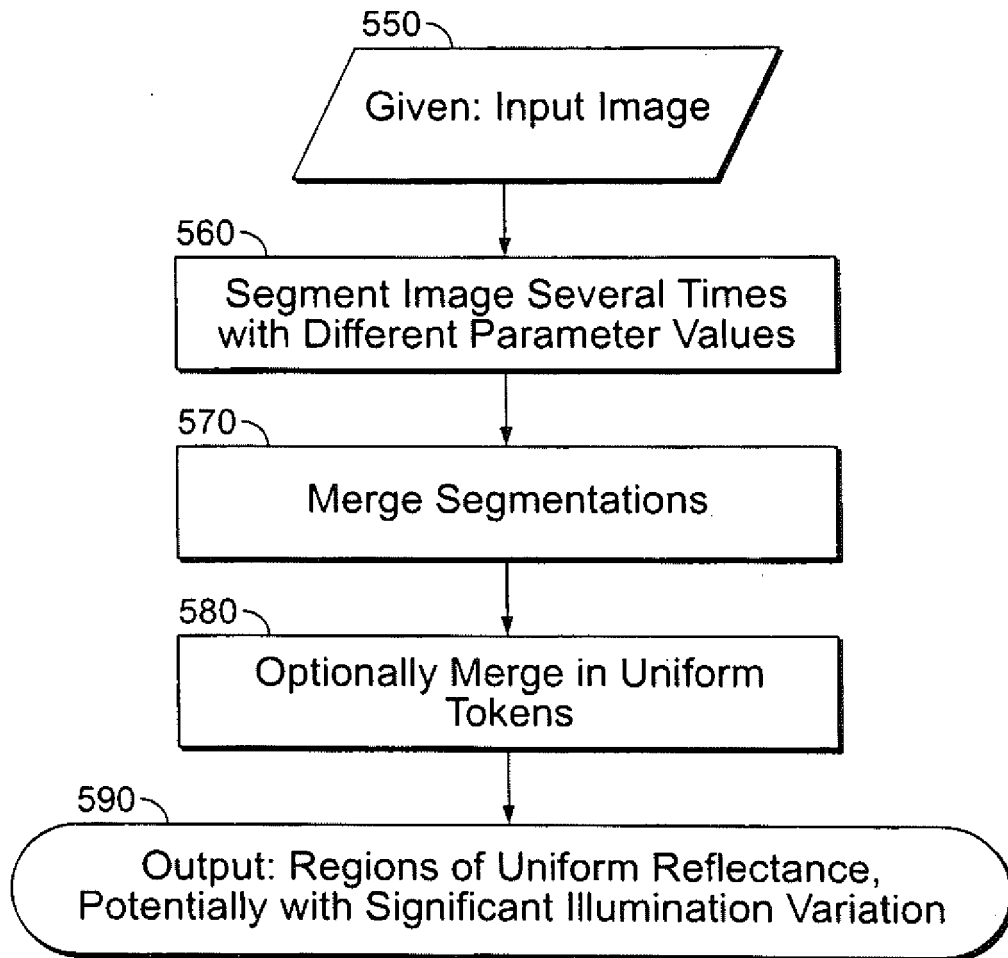 550
Given: Input Image
560
Segment Image Several Times
with Different Parameter Values
570
Merge Segmentations
580
Optionally Merge in Uniform
Tokens
590
Output: Regions of Uniform Reflectance,
Potentially with Significant Illumination Variation